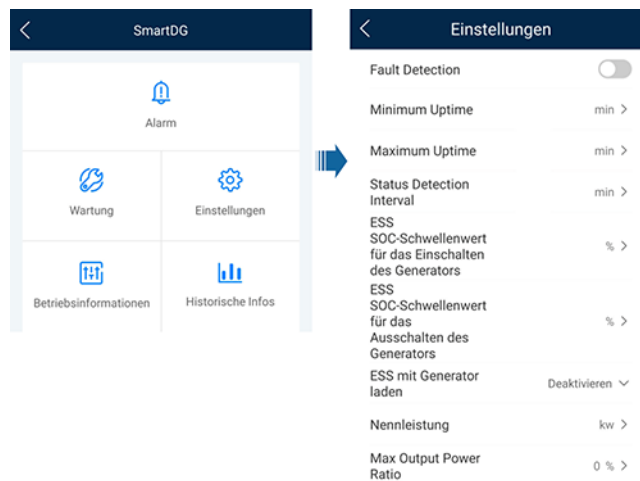 SmartDG
Alarm
Wartung
Einstellungen
Betriebsinformationen
Historische Infos
Einstellungen
Fault Detection
Minimum Uptime
min
Maximum Uptime
min
Status Detection
Interval
min
ESS
SOC-Schwellenwert
für das Einschalten
des Generators
%
ESS
SOC-Schwellenwert
für das
Ausschalten des
Generators
%
ESS mit Generator
laden
Deaktivieren
Nennleistung
kw
Max Output Power
Ratio
0 %